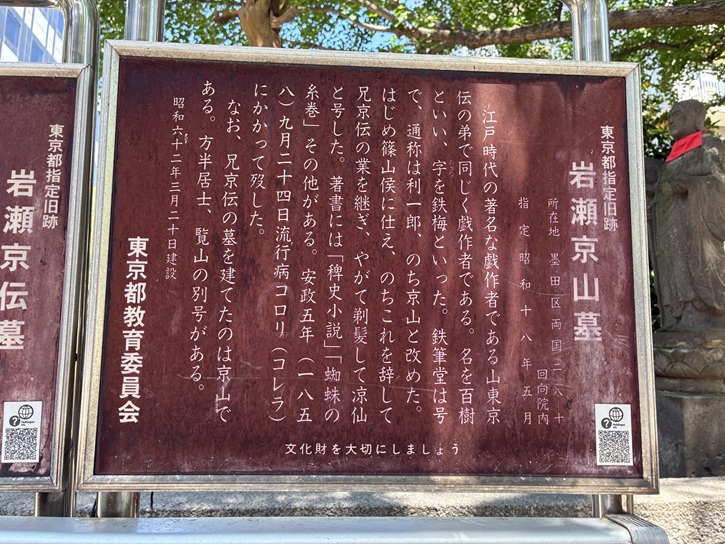 東京都指定旧跡
岩瀬京山墓
所在地　墨田区両国二ー八ー十
回向院内
指定　昭和十八年五月
江戸時代の著名な戯作者である山東京
伝の弟で同じく戯作者である。名を百樹
といい、字を鉄梅といった。鉄筆堂は号
で、通称は利一郎、のち京山と改めた。
はじめ篠山侯に仕え、のちこれを辞して
兄京伝の業を継ぎ、やがて剃髪して凉仙
と号した。著書には「稗史小説」「蜘蛛の
糸巻」その他がある。安政五年（一八五
八）九月二十四日流行病コロリ（コレラ）
にかかって歿した。
なお、兄京伝の墓を建てたのは京山で
ある。方半居士、覧山の別号がある。
昭和六十二年三月二十日建設
東京都教育委員会
文化財を大切にしましょう
東京都指定旧跡
岩瀬京伝墓